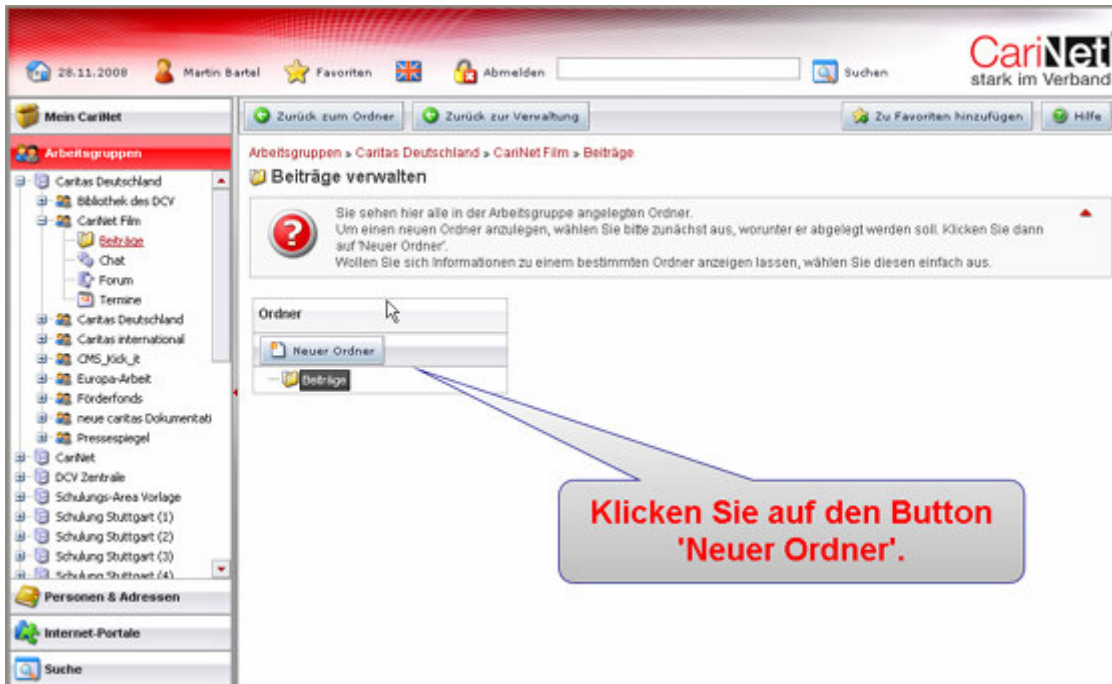 CariNet
stark im Verband
28.11.2008 Martin Bartel Favoriten Abmelden Suchen
Mein CariNet
Zurück zum Ordner Zurück zur Verwaltung Zu Favoriten hinzufügen Hilfe
Arbeitsgruppen
Caritas Deutschland
Bibliothek des DCV
CariNet Film
Beiträge
Chat
Forum
Termine
Caritas Deutschland
Caritas international
CMS_Kick_it
Europa-Arbeit
Förderfonds
neue caritas Dokumentati
Pressespiegel
CariNet
DCV Zentrale
Schulungs-Area Vorlage
Schulung Stuttgart (1)
Schulung Stuttgart (2)
Schulung Stuttgart (3)
Schulung Stuttgart (4)
Personen & Adressen
Internet-Portale
Suche
Arbeitsgruppen » Caritas Deutschland » CariNet Film » Beiträge
Beiträge verwalten
Sie sehen hier alle in der Arbeitsgruppe angelegten Ordner.
Um einen neuen Ordner anzulegen, wählen Sie bitte zunächst aus, worunter er abgelegt werden soll. Klicken Sie dann
auf 'Neuer Ordner'.
Wollen Sie sich Informationen zu einem bestimmten Ordner anzeigen lassen, wählen Sie diesen einfach aus.
Ordner
Neuer Ordner
Beiträge
Klicken Sie auf den Button
'Neuer Ordner'.